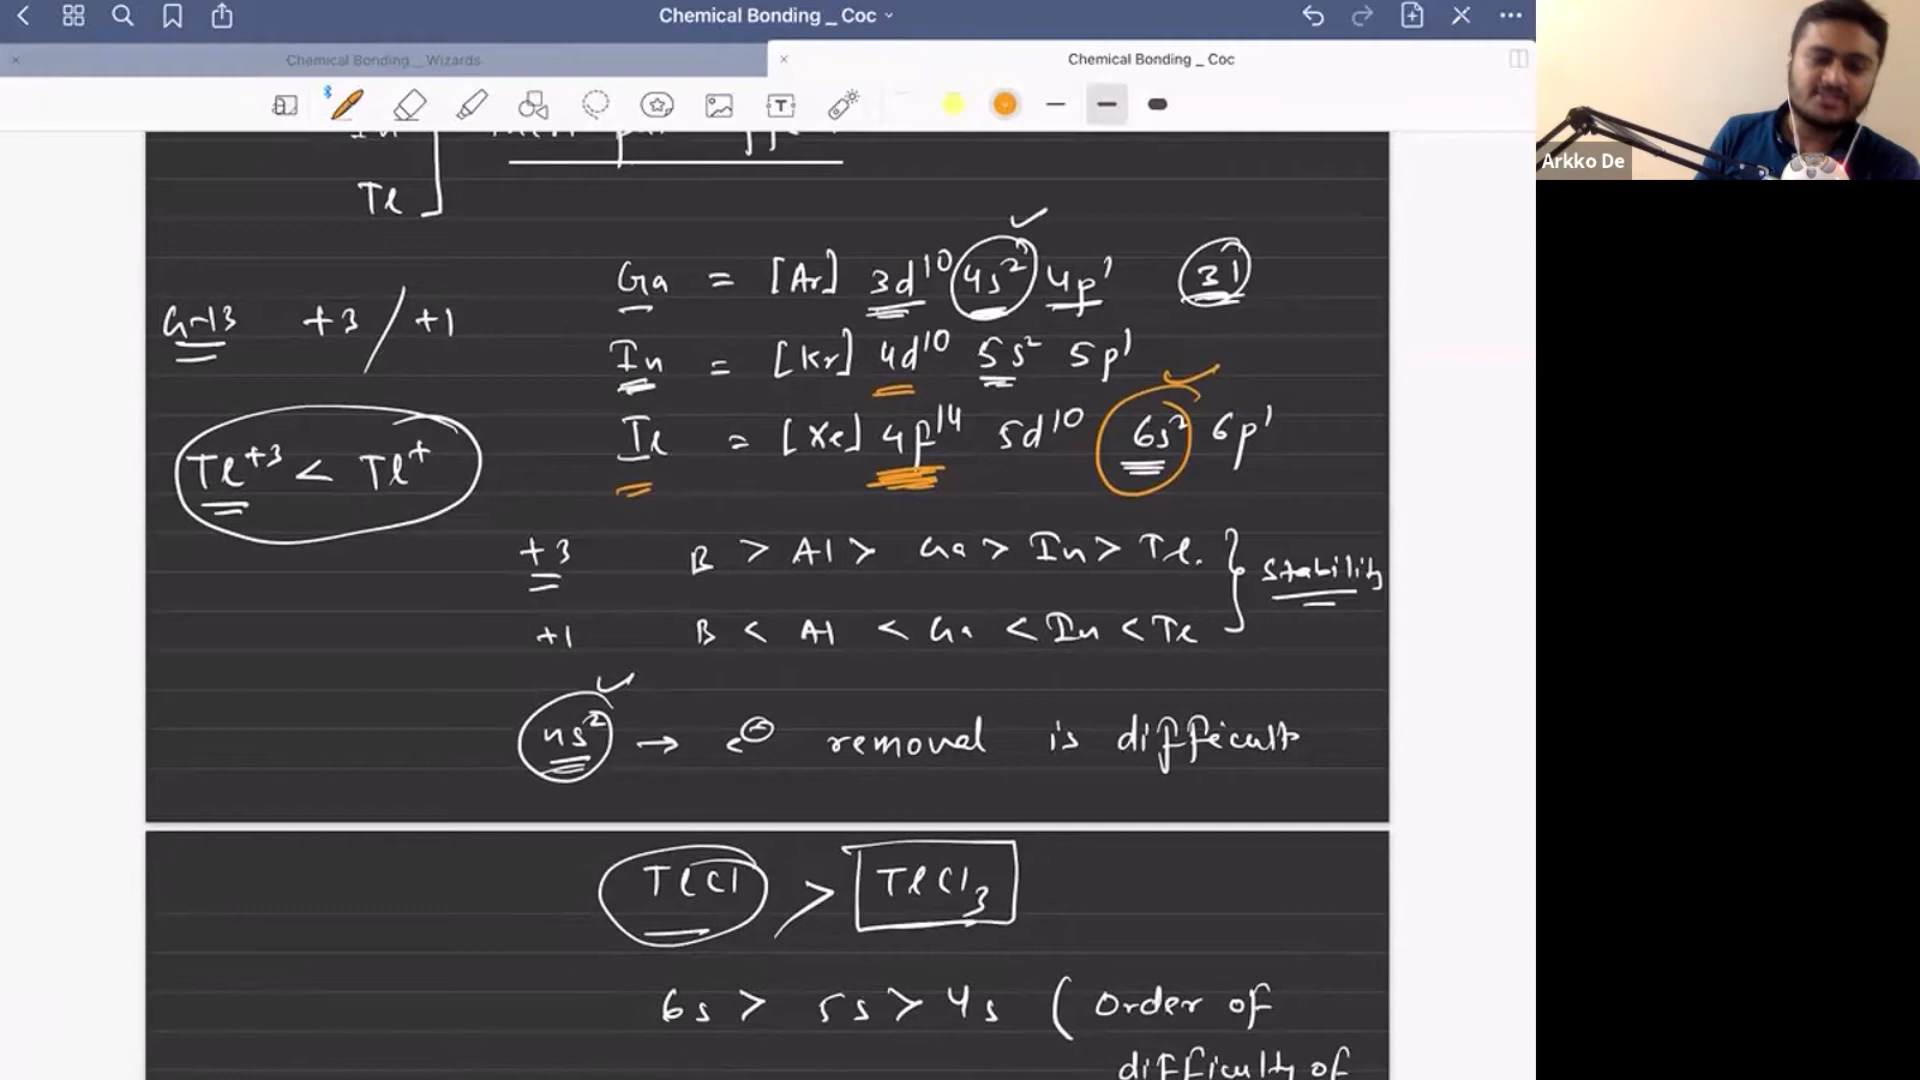 Chemical Bonding _ Coc
Chemical Bonding _ Wizards
Chemical Bonding _ Coc
Arkko De
Tl
Ga = [Ar] 3d¹⁰ 4s² 4p¹ 31
Gr-13 +3 / +1
In = [Kr] 4d¹⁰ 5s² 5p¹
Tl = [Xe] 4f¹⁴ 5d¹⁰ 6s² 6p¹
Tl⁺³ < Tl⁺
+3 B > Al > Ga > In > Tl. } stability
+1 B < Al < Ga < In < Tl
ns² → e⊖ removal is difficult
TlCl > TlCl₃
6s > 5s > 4s ( Order of
difficulty of